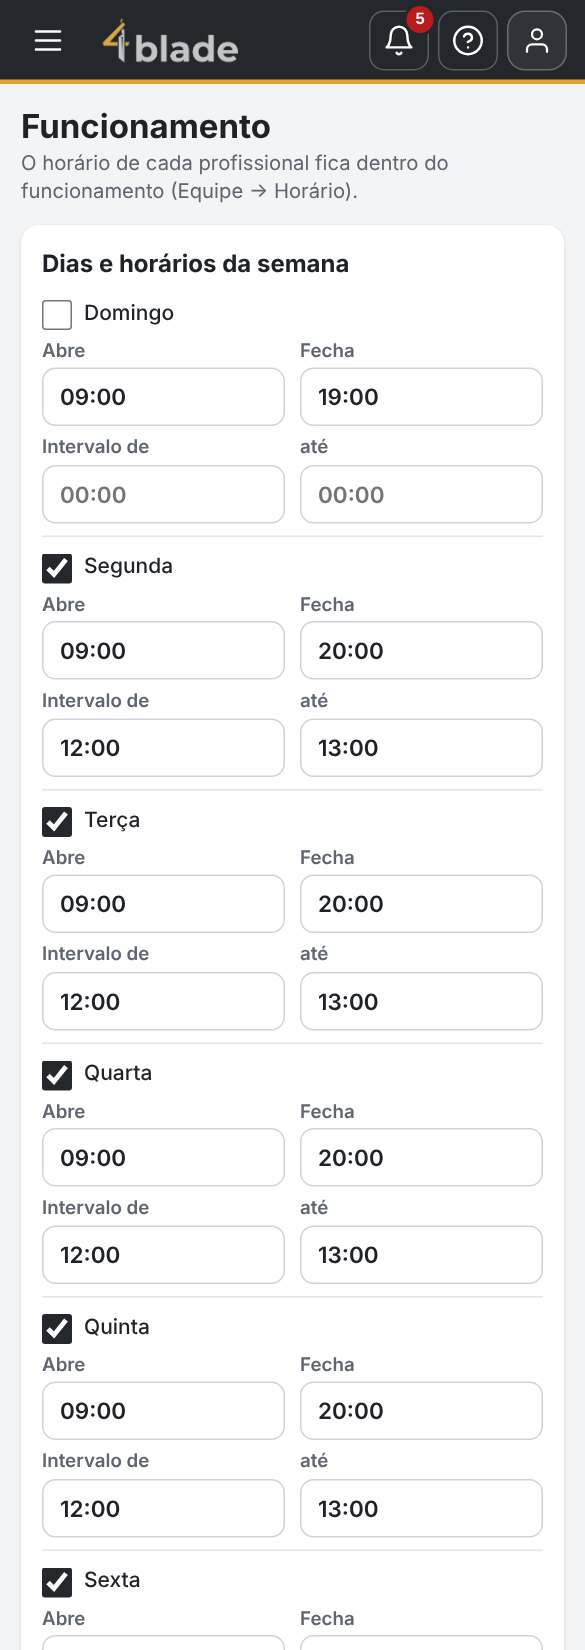 4blade
5
Funcionamento
O horário de cada profissional fica dentro do
funcionamento (Equipe → Horário).
Dias e horários da semana
Domingo
Abre Fecha
09:00 19:00
Intervalo de até
00:00 00:00
Segunda
Abre Fecha
09:00 20:00
Intervalo de até
12:00 13:00
Terça
Abre Fecha
09:00 20:00
Intervalo de até
12:00 13:00
Quarta
Abre Fecha
09:00 20:00
Intervalo de até
12:00 13:00
Quinta
Abre Fecha
09:00 20:00
Intervalo de até
12:00 13:00
Sexta
Abre Fecha